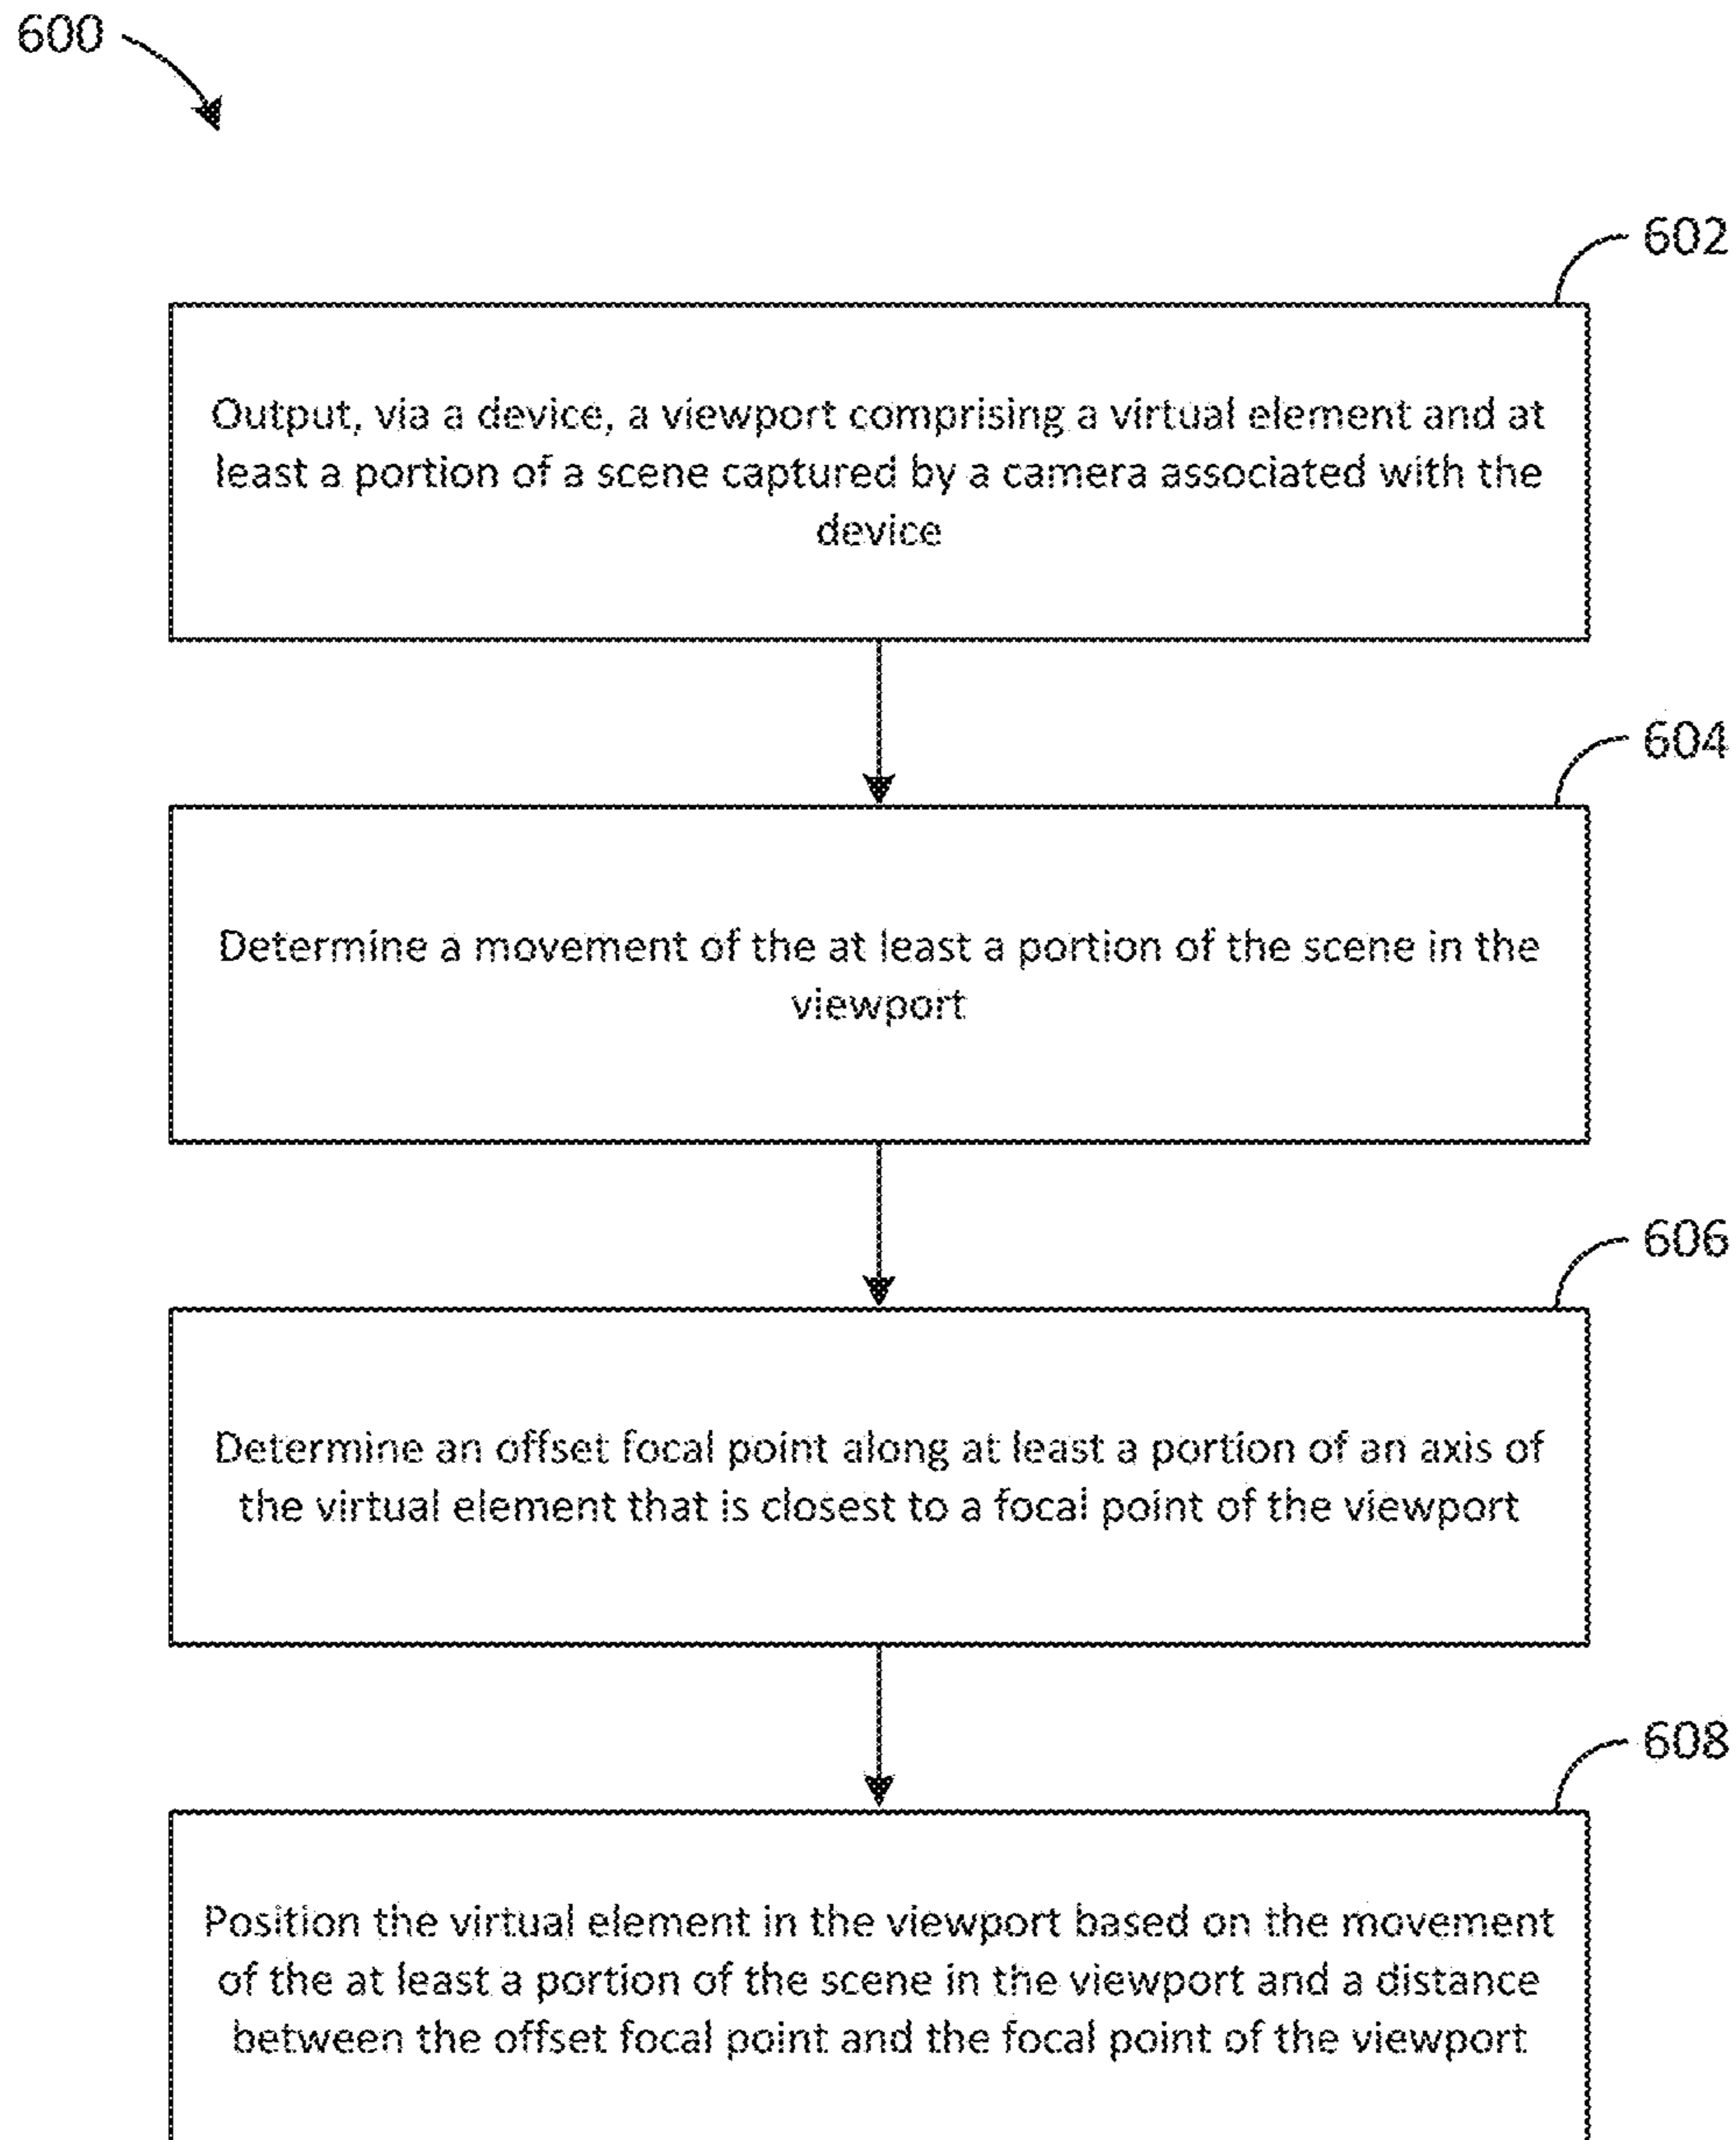 600
602
Output, via a device, a viewport comprising a virtual element and at
least a portion of a scene captured by a camera associated with the
device
604
Determine a movement of the at least a portion of the scene in the
viewport
606
Determine an offset focal point along at least a portion of an axis of
the virtual element that is closest to a focal point of the viewport
608
Position the virtual element in the viewport based on the movement
of the at least a portion of the scene in the viewport and a distance
between the offset focal point and the focal point of the viewport